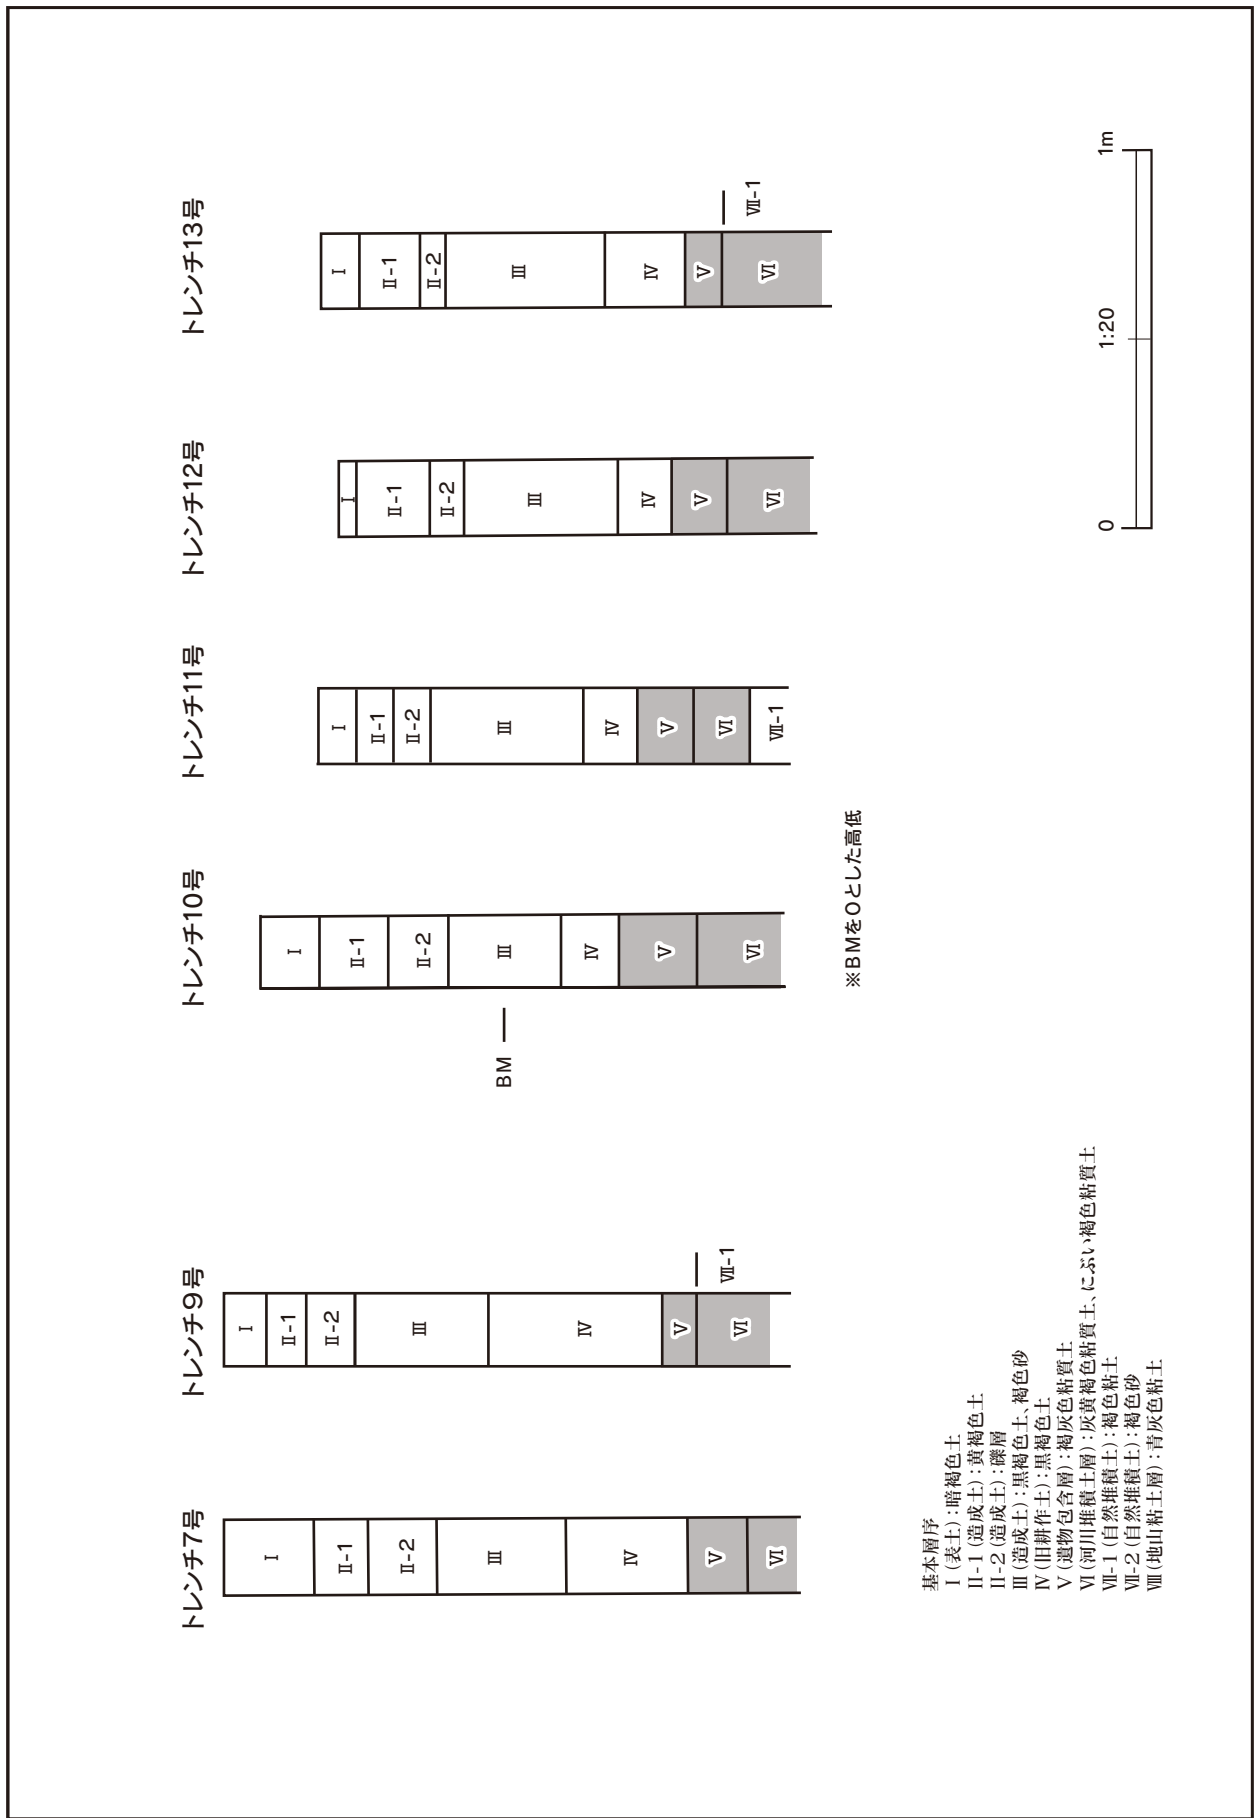 トレンチ7号
トレンチ9号
トレンチ10号
トレンチ11号
トレンチ12号
トレンチ13号
I
II-1
II-2
Ⅲ
Ⅳ
Ⅴ
Ⅵ
I
II-1
II-2
Ⅲ
Ⅳ
Ⅴ
Ⅵ
Ⅶ-1
BM
I
II-1
II-2
Ⅲ
Ⅳ
Ⅴ
Ⅵ
I
II-1
II-2
Ⅲ
Ⅳ
Ⅴ
Ⅵ
Ⅶ-1
I
II-1
II-2
Ⅲ
Ⅳ
Ⅴ
Ⅵ
I
II-1
II-2
Ⅲ
Ⅳ
Ⅴ
Ⅵ
Ⅶ-1
※BMを0とした高低
基本層序
I(表土):暗褐色土
II-1(造成土):黄褐色土
II-2(造成土):礫層
Ⅲ(造成土):黒褐色土、褐色砂
Ⅳ(旧耕作土):黒褐色土
Ⅴ(遺物包含層):褐灰色粘質土
Ⅵ(河川堆積土層):灰黄褐色粘質土、にぶい褐色粘質土
Ⅶ-1(自然堆積土):褐色粘土
Ⅶ-2(自然堆積土):褐色砂
Ⅷ(地山粘土層):青灰色粘土
0
1:20
1m